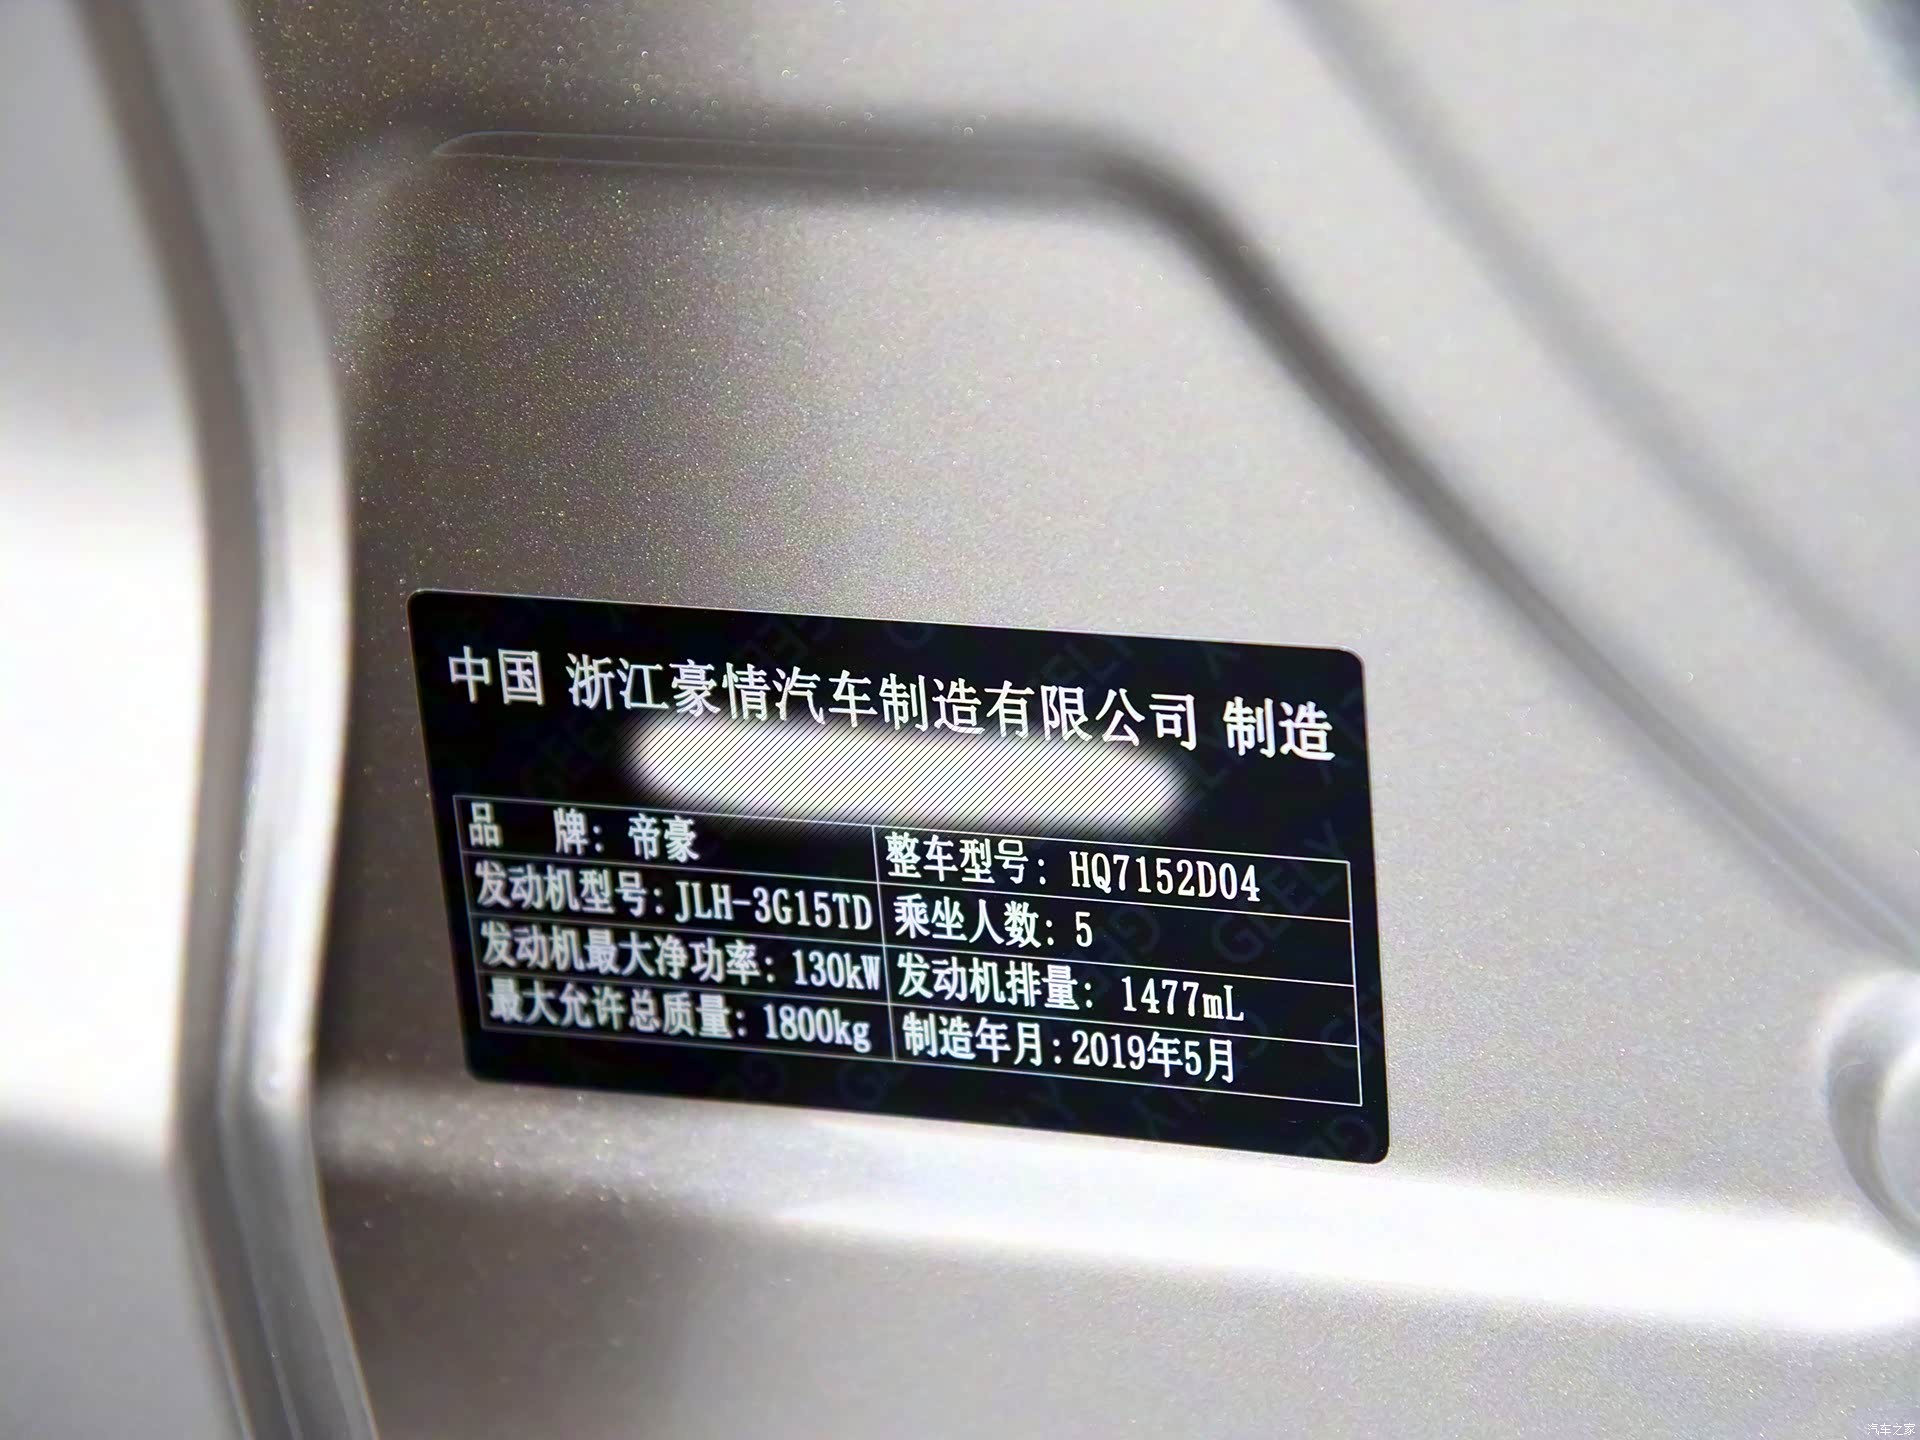 中国 浙江豪情汽车制造有限公司 制造
品 牌：帝豪 整车型号：HQ7152D04
发动机型号：JLH-3G15TD 乘坐人数：5
发动机最大净功率：130kW 发动机排量：1477mL
最大允许总质量：1800kg 制造年月：2019年5月
汽车之家